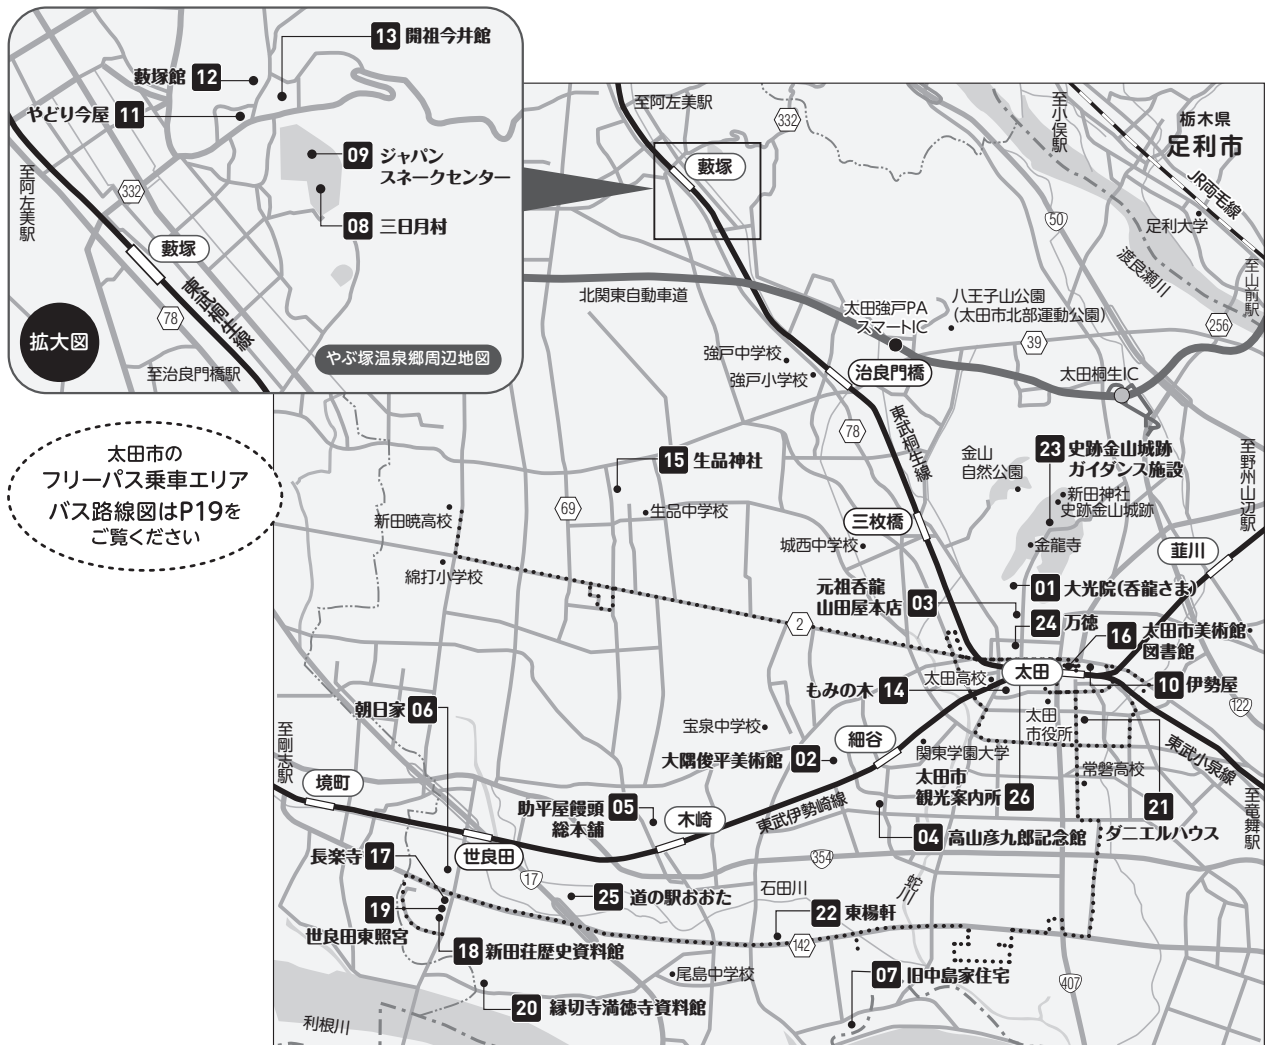 13 開祖今井館
藪塚館 12
やどり今屋 11
09 ジャパン
スネークセンター
08 三日月村
至阿左美駅
332
藪塚
東武桐生線
78
拡大図
至治良門橋駅
やぶ塚温泉郷周辺地図
太田市の
フリーパス乗車エリア
バス路線図はP19を
ご覧ください
至阿左美駅
332
藪塚
至小俣駅
栃木県
足利市
JR両毛線
50
足利大学
渡良瀬川
至山前駅
北関東自動車道
太田強戸PA
スマートIC
八王子山公園
(太田市北部運動公園)
256
39
強戸中学校
強戸小学校
治良門橋
太田桐生IC
東武桐生線
78
23 史跡金山城跡
ガイダンス施設
金山
自然公園
至野州山辺駅
15 生品神社
新田神社
史跡金山城跡
69
生品中学校
新田暁高校
三枚橋
城西中学校
金龍寺
韮川
綿打小学校
元祖呑龍
山田屋本店 03
01 大光院(呑龍さま)
2
24 万徳
16 太田市美術館・
図書館
太田
太田高校
もみの木 14
10 伊勢屋
朝日家 06
122
宝泉中学校
太田
市役所
至剛志駅
細谷
関東学園大学
東武小泉線
大隅俊平美術館 02
常磐高校
境町
太田市
観光案内所 26
21
ダニエルハウス
至竜舞駅
助平屋饅頭
総本舗 05
木崎
東武伊勢崎線
04 高山彦九郎記念館
世良田
長楽寺 17
354
17
石田川
蛇川
25 道の駅おおた
19
世良田東照宮
22 東楊軒
142
18 新田荘歴史資料館
尾島中学校
07 旧中島家住宅
407
20 縁切寺満徳寺資料館
利根川